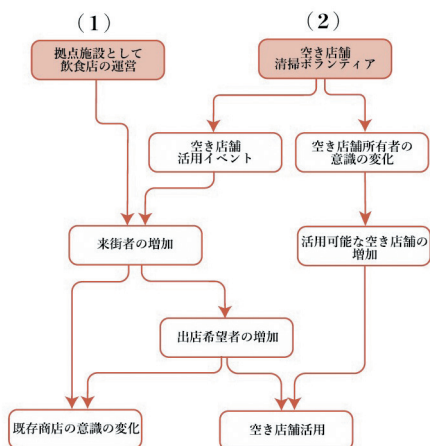 (1)
(2)
拠点施設として
飲食店の運営
空き店舗
清掃ボランティア
空き店舗
活用イベント
空き店舗所有者の
意識の変化
来街者の増加
活用可能な空き店舗の
増加
出店希望者の増加
既存商店の意識の変化
空き店舗活用